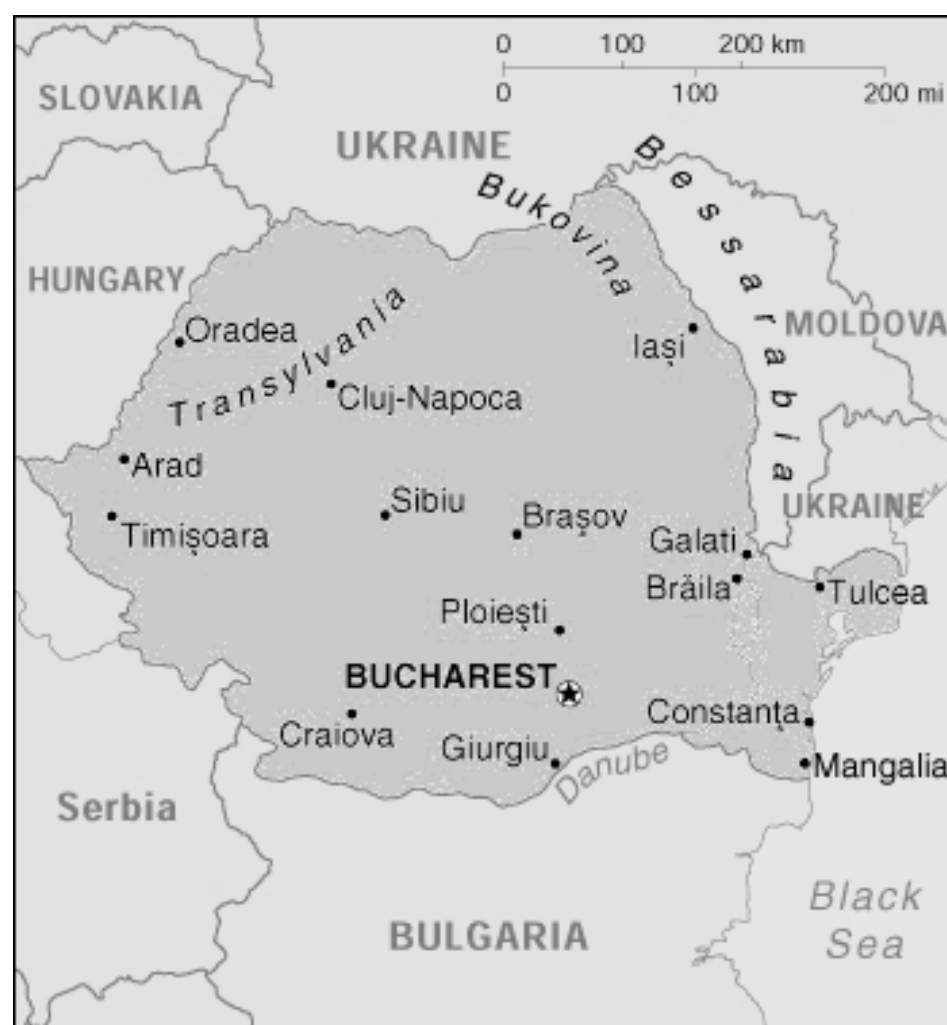 0 100 200 km
0 100 200 mi
SLOVAKIA
UKRAINE
Bessarabia
Bukovina
HUNGARY
MOLDOVA
Oradea
Iași
Transylvania
Cluj-Napoca
Arad
Sibiu
Brașov
UKRAINE
Timișoara
Galati
Brăila
Tulcea
Ploiești
BUCHAREST
Constanța
Craiova
Giurgiu
Danube
Mangalia
Serbia
Black
Sea
BULGARIA